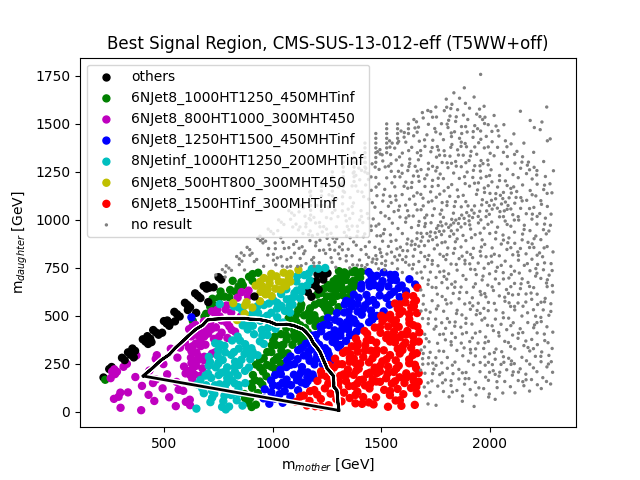 Best Signal Region, CMS-SUS-13-012-eff (T5WW+off)
others
6NJet8_1000HT1250_450MHTinf
6NJet8_800HT1000_300MHT450
6NJet8_1250HT1500_450MHTinf
8NJetinf_1000HT1250_200MHTinf
6NJet8_500HT800_300MHT450
6NJet8_1500HTinf_300MHTinf
no result
m_daughter [GeV]
1750
1500
1250
1000
750
500
250
0
500
1000
1500
2000
m_mother [GeV]